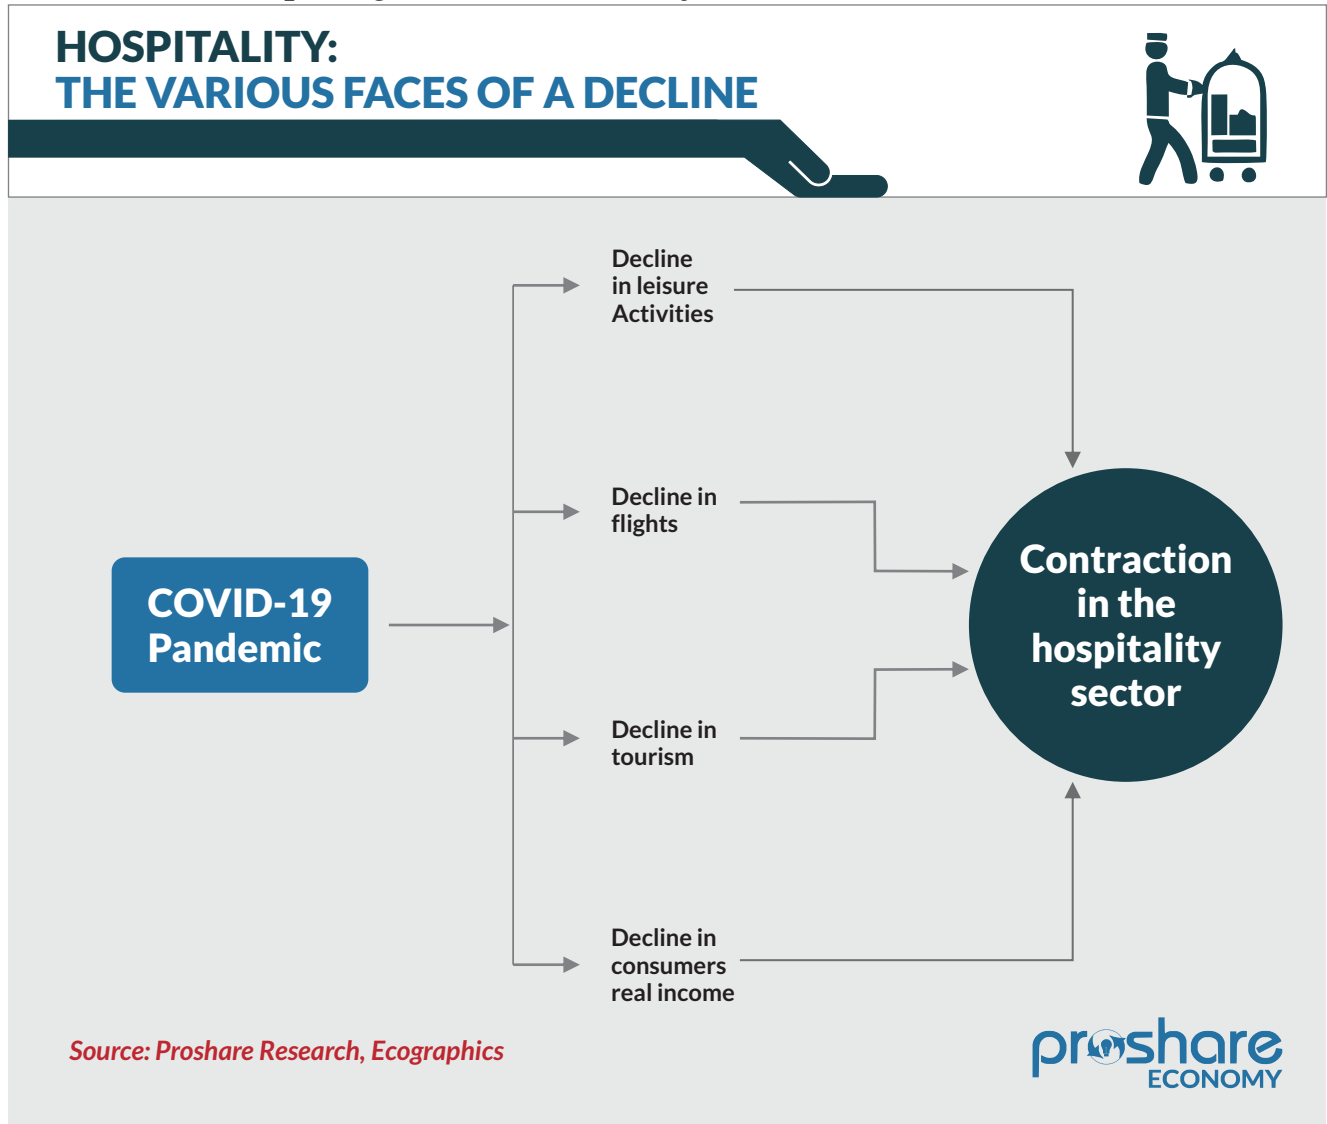 HOSPITALITY:
THE VARIOUS FACES OF A DECLINE
Decline
in leisure
Activities
Decline in
flights
COVID-19
Pandemic
Contraction
in the
hospitality
sector
Decline in
tourism
Decline in
consumers
real income
Source: Proshare Research, Ecographics
proshare
ECONOMY